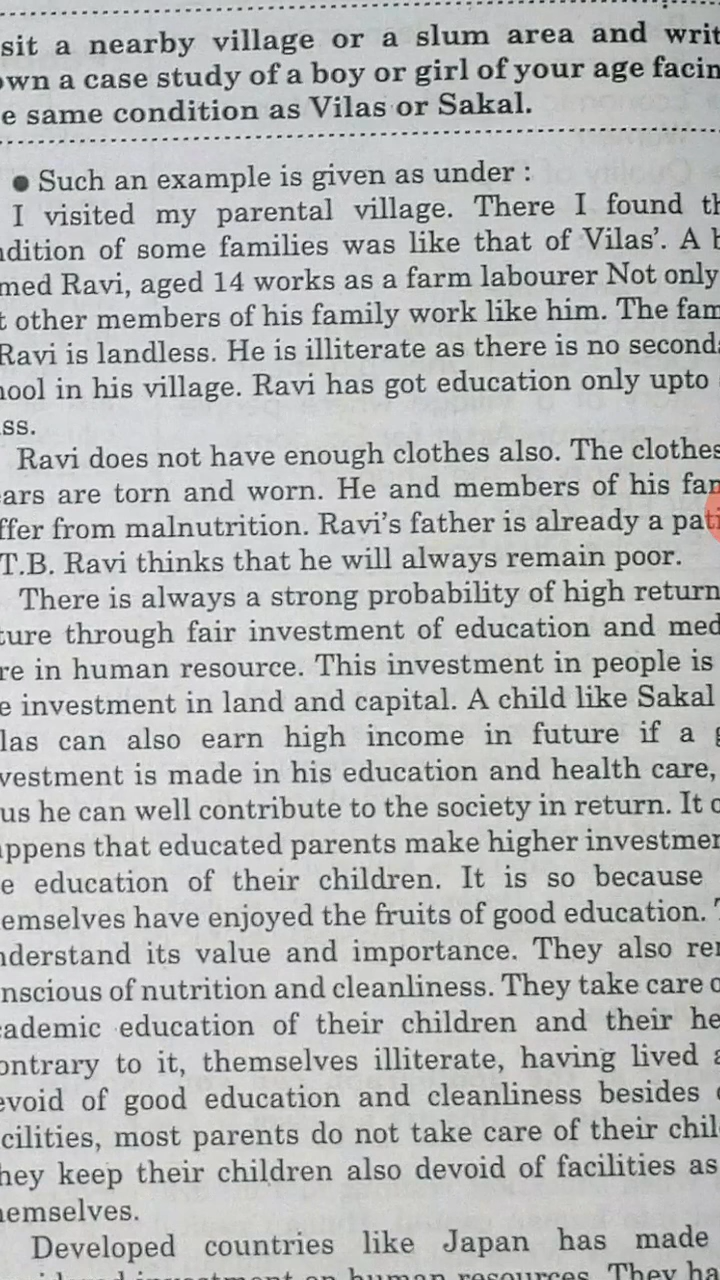 sit a nearby village or a slum area and writ
own a case study of a boy or girl of your age facin
e same condition as Vilas or Sakal.
● Such an example is given as under :
I visited my parental village. There I found th
ndition of some families was like that of Vilas'. A b
med Ravi, aged 14 works as a farm labourer Not only
t other members of his family work like him. The fam
Ravi is landless. He is illiterate as there is no second
hool in his village. Ravi has got education only upto
ss.
Ravi does not have enough clothes also. The clothes
ears are torn and worn. He and members of his fam
ffer from malnutrition. Ravi's father is already a pati
T.B. Ravi thinks that he will always remain poor.
There is always a strong probability of high return
ture through fair investment of education and med
re in human resource. This investment in people is
e investment in land and capital. A child like Sakal
las can also earn high income in future if a g
vestment is made in his education and health care,
us he can well contribute to the society in return. It o
appens that educated parents make higher investmen
e education of their children. It is so because
emselves have enjoyed the fruits of good education. T
nderstand its value and importance. They also rem
nscious of nutrition and cleanliness. They take care o
cademic education of their children and their he
ontrary to it, themselves illiterate, having lived a
evoid of good education and cleanliness besides
cilities, most parents do not take care of their chil
hey keep their children also devoid of facilities as
hemselves.
Developed countries like Japan has made
investment on human resources. They ha